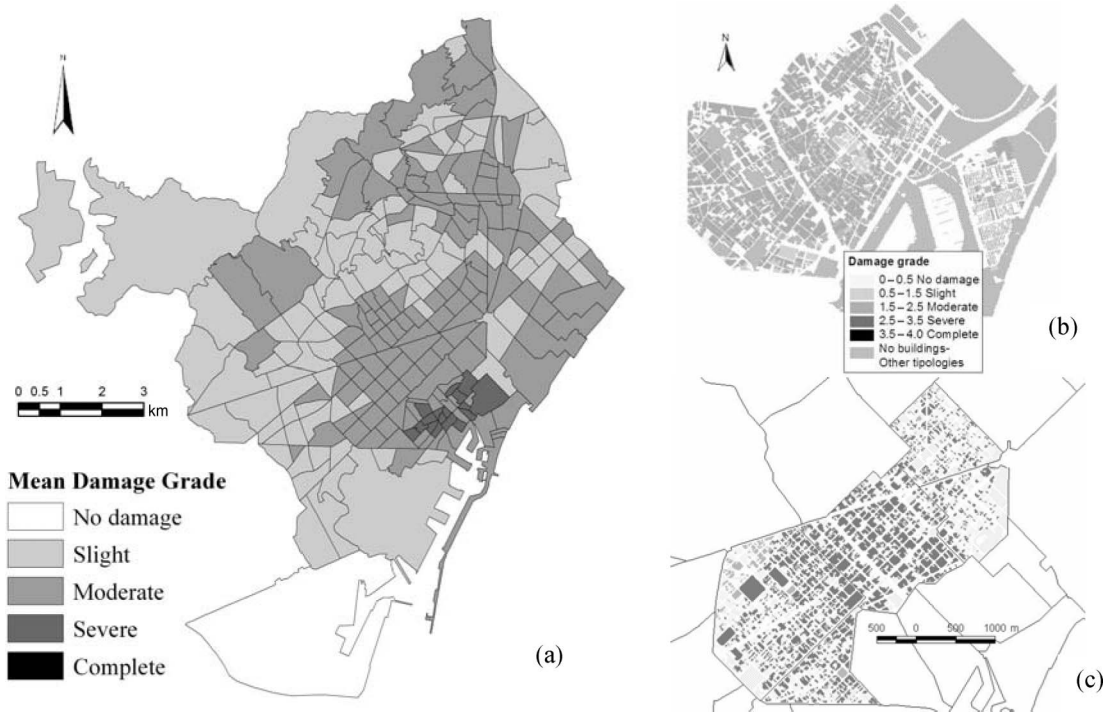 N
0 0.5 1 2 3
km
Mean Damage Grade
No damage
Slight
Moderate
Severe
Complete
(a)
N
Damage grade
0–0.5 No damage
0.5–1.5 Slight
1.5–2.5 Moderate
2.5–3.5 Severe
3.5–4.0 Complete
No buildings-
Other tipologies
(b)
500 0 500 1000 m
(c)